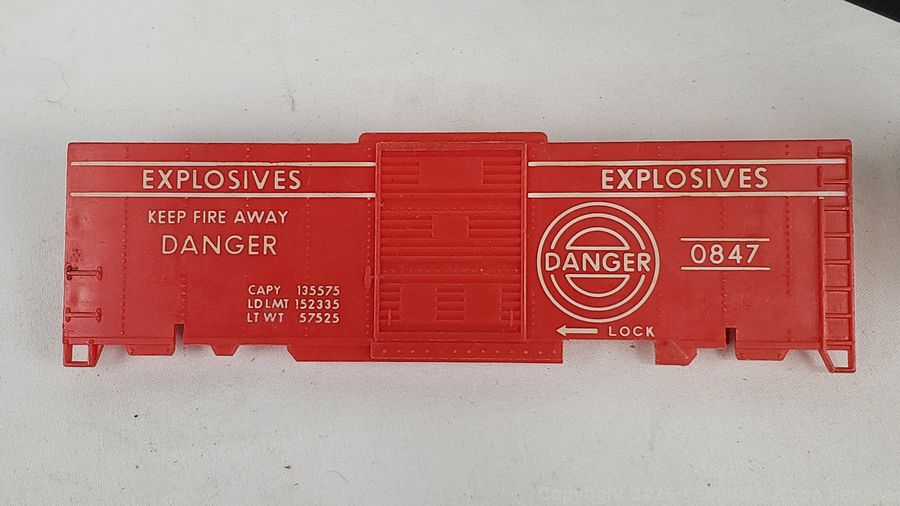 EXPLOSIVES
KEEP FIRE AWAY
DANGER
CAPY 135575
LD LMT 152335
LT WT 57525
EXPLOSIVES
DANGER
0847
LOCK